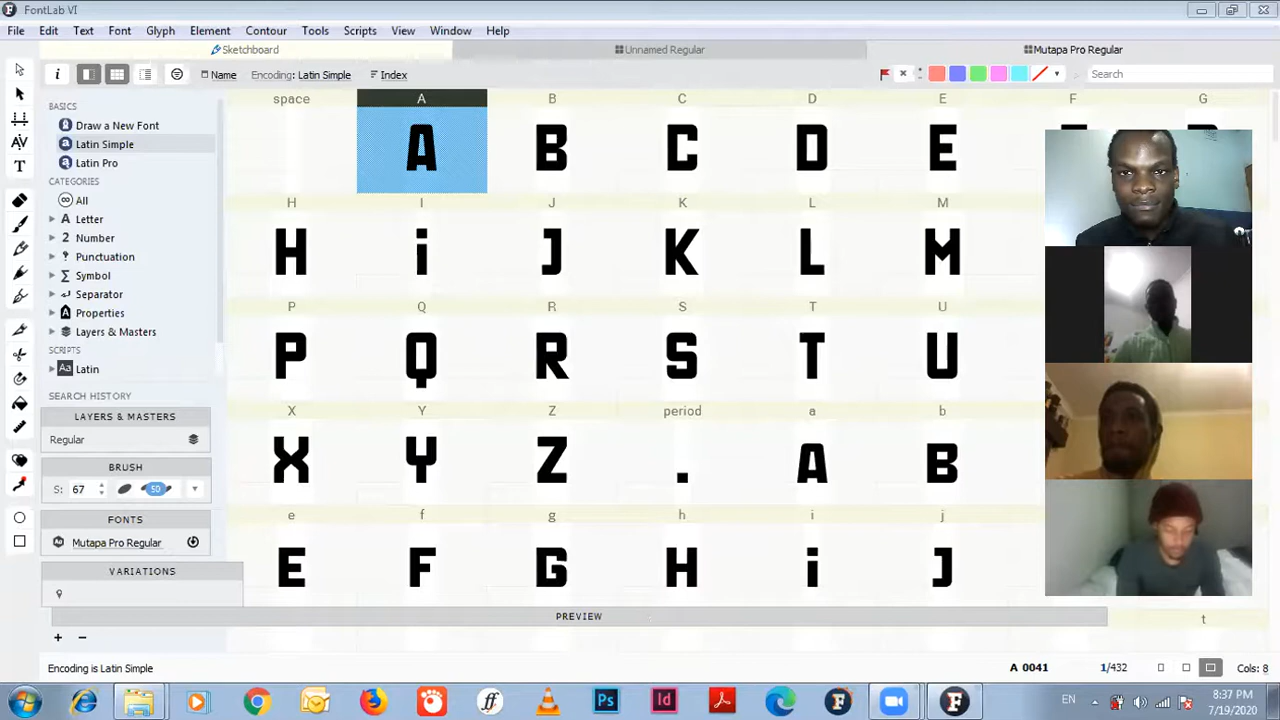 FontLab VI
File Edit Text Font Glyph Contour Tools Scripts View Window Help
Sketchboard Unnamed Regular Mutapa Pro Regular
i Name Encoding: Latin Simple Index Search
BASICS
Draw a New Font
Latin Simple
Latin Pro
CATEGORIES
All
Letter
Number
Punctuation
Symbol
Separator
Properties
Layers & Masters
SCRIPTS
Latin
SEARCH HISTORY
LAYERS & MASTERS
Regular
BRUSH
S: 67 50
FONTS
Mutapa Pro Regular
VARIATIONS
space A B C D E F G
A B C D E
H I J K L M
H i J K L M
P Q R S T U
P Q R S T U
X Y Z period a b
X Y Z . A B
e f g h i j
E F G H i J
PREVIEW
t
+ −
Encoding is Latin Simple A 0041 1/432 Cols: 8
EN 8:37 PM
7/19/2020